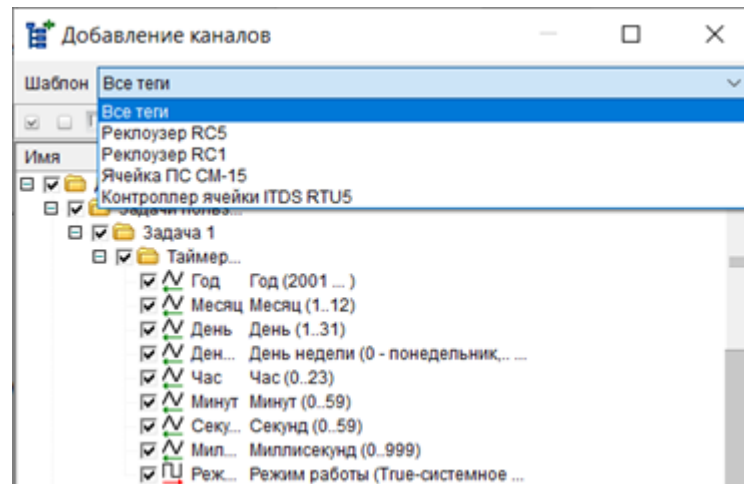 Добавление каналов
Шаблон Все теги
Все теги
Реклоузер RC5
Реклоузер RC1
Имя
Ячейка ПС СМ-15
Контроллер ячейки ITDS RTU5
Задачи польз...
Задача 1
Таймер...
Год Год (2001 ... )
Месяц Месяц (1..12)
День День (1..31)
Ден... День недели (0 - понедельник,.. ...
Час Час (0..23)
Минут Минут (0..59)
Секу... Секунд (0..59)
Мил... Миллисекунд (0..999)
Реж... Режим работы (True-системное ...